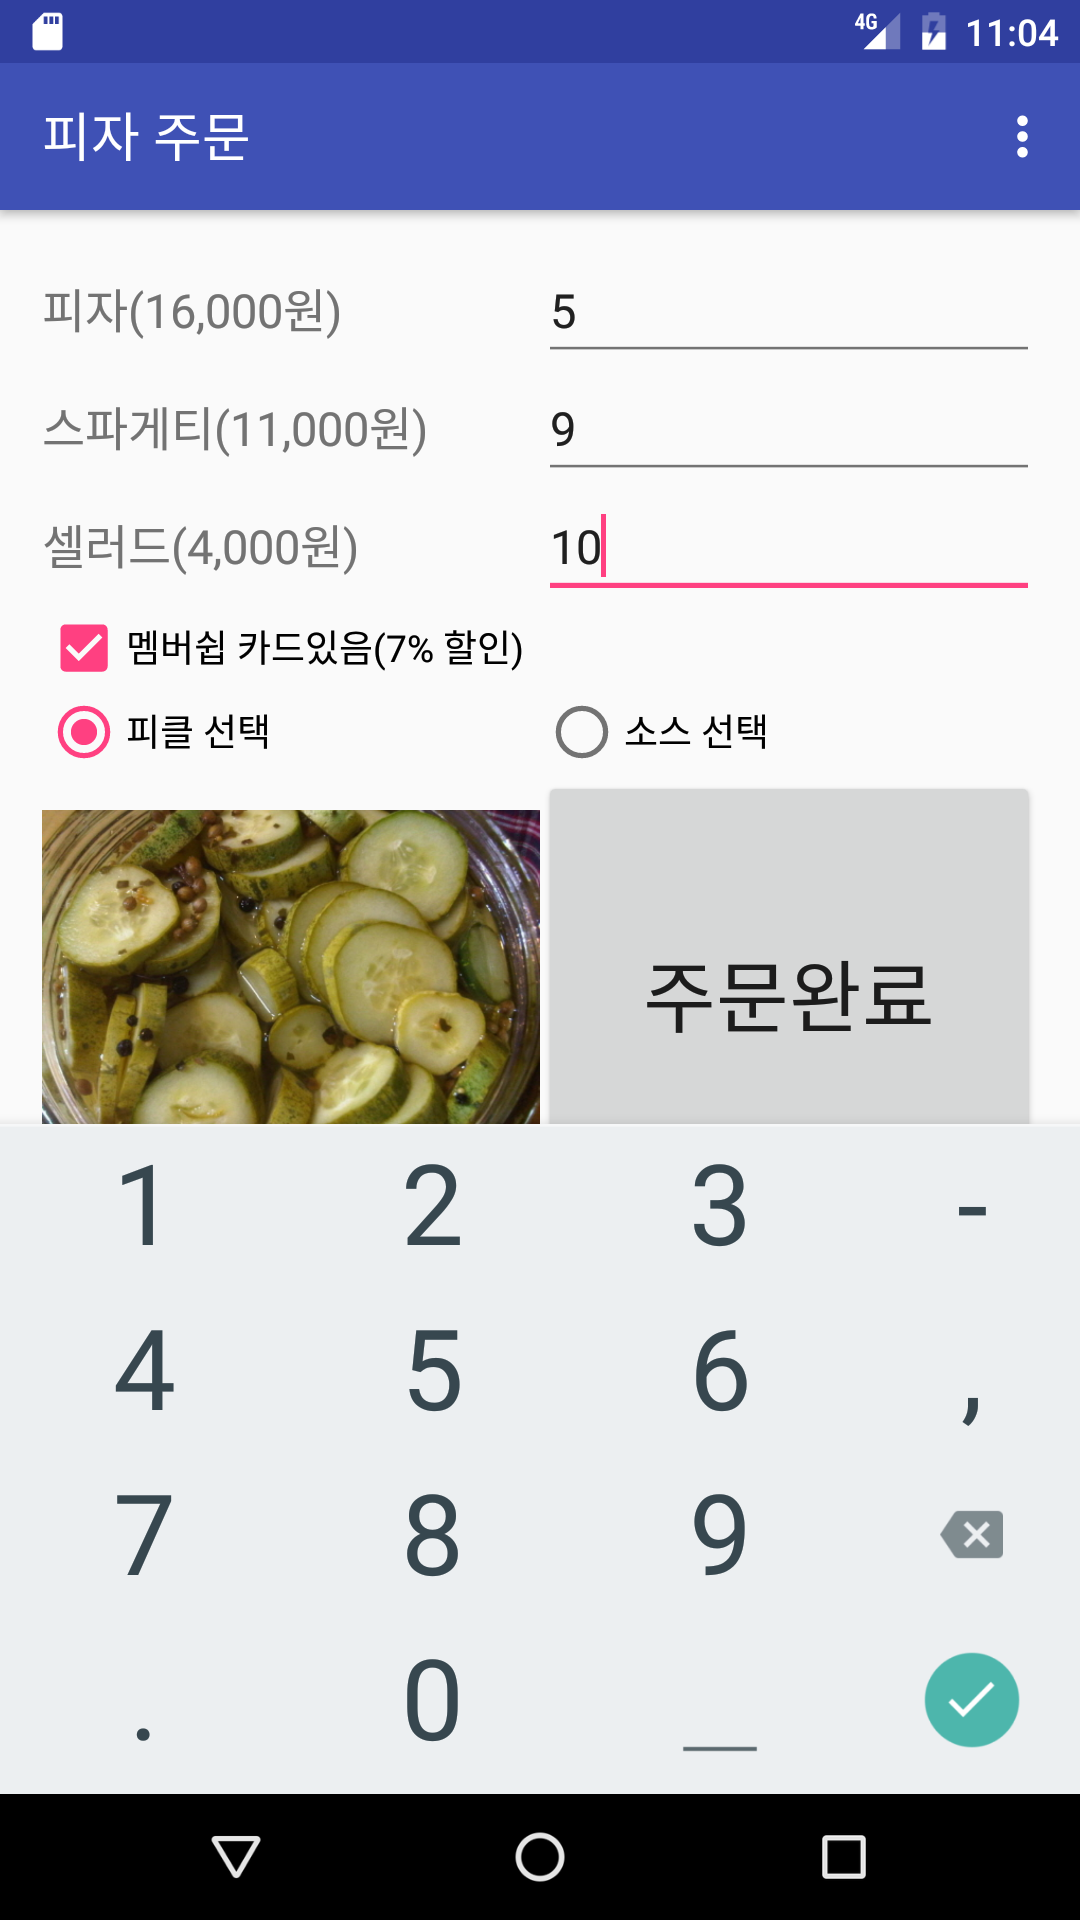 4G 11:04
피자 주문
피자(16,000원) 5
스파게티(11,000원) 9
셀러드(4,000원) 10
멤버쉽 카드있음(7% 할인)
피클 선택 소스 선택
주문완료
1 2 3 -
4 5 6 ,
7 8 9
. 0 _